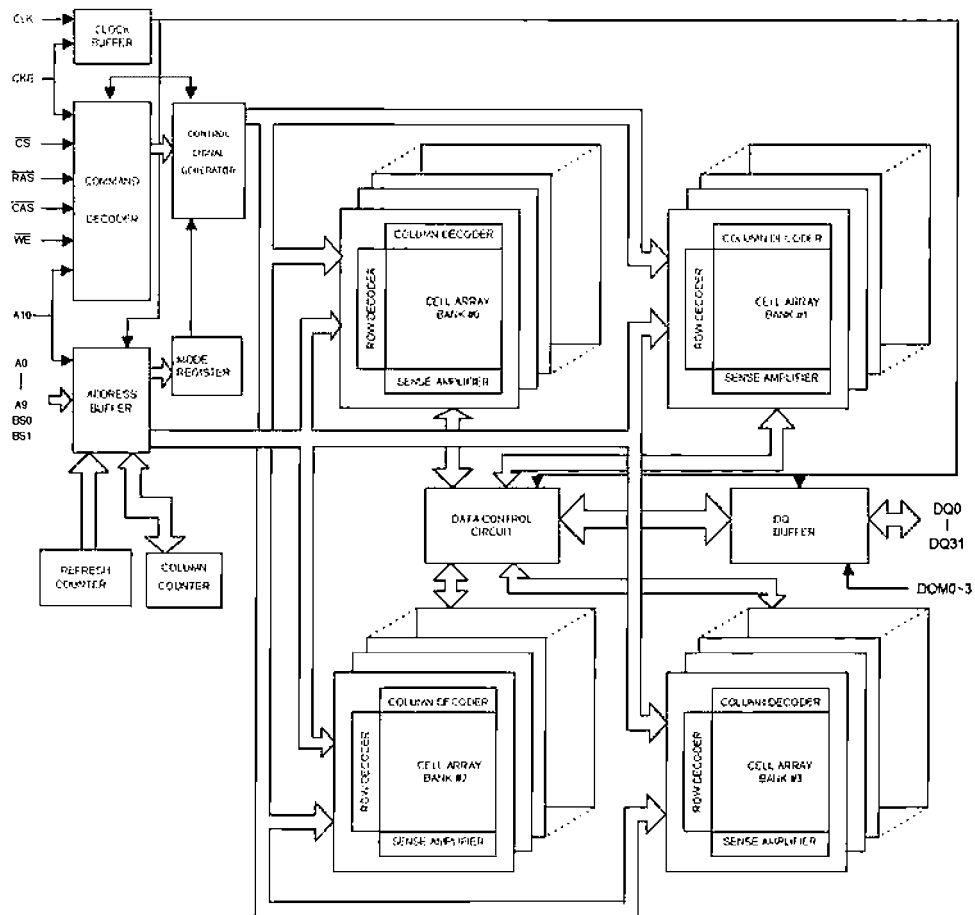 CLK
CLOCK
BUFFER
CKE
CS
RAS
CAS
WE
COMMAND
DECODER
CONTROL
SIGNAL
GENERATOR
A10
A0
A9
BS0
BS1
ADDRESS
BUFFER
MODE
REGISTER
REFRESH
COUNTER
COLUMN
COUNTER
COLUMN DECODER
ROW DECODER
CELL ARRAY
BANK #0
SENSE AMPLIFIER
COLUMN DECODER
ROW DECODER
CELL ARRAY
BANK #1
SENSE AMPLIFIER
DATA CONTROL
CIRCUIT
DQ
BUFFER
DQ0
DQ31
DQM0~3
COLUMN DECODER
ROW DECODER
CELL ARRAY
BANK #2
SENSE AMPLIFIER
COLUMN DECODER
ROW DECODER
CELL ARRAY
BANK #3
SENSE AMPLIFIER